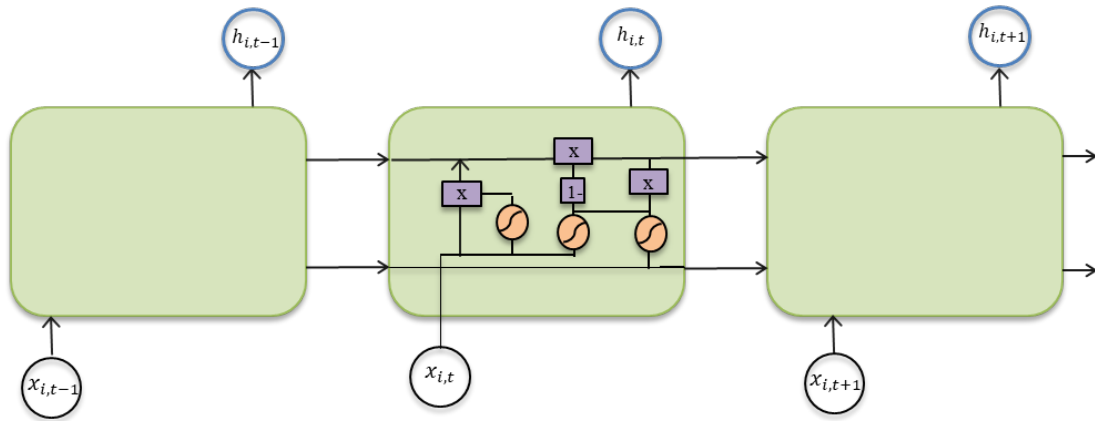 h_{i,t−1}
h_{i,t}
h_{i,t+1}
x
x
1-
x
x_{i,t−1}
x_{i,t}
x_{i,t+1}